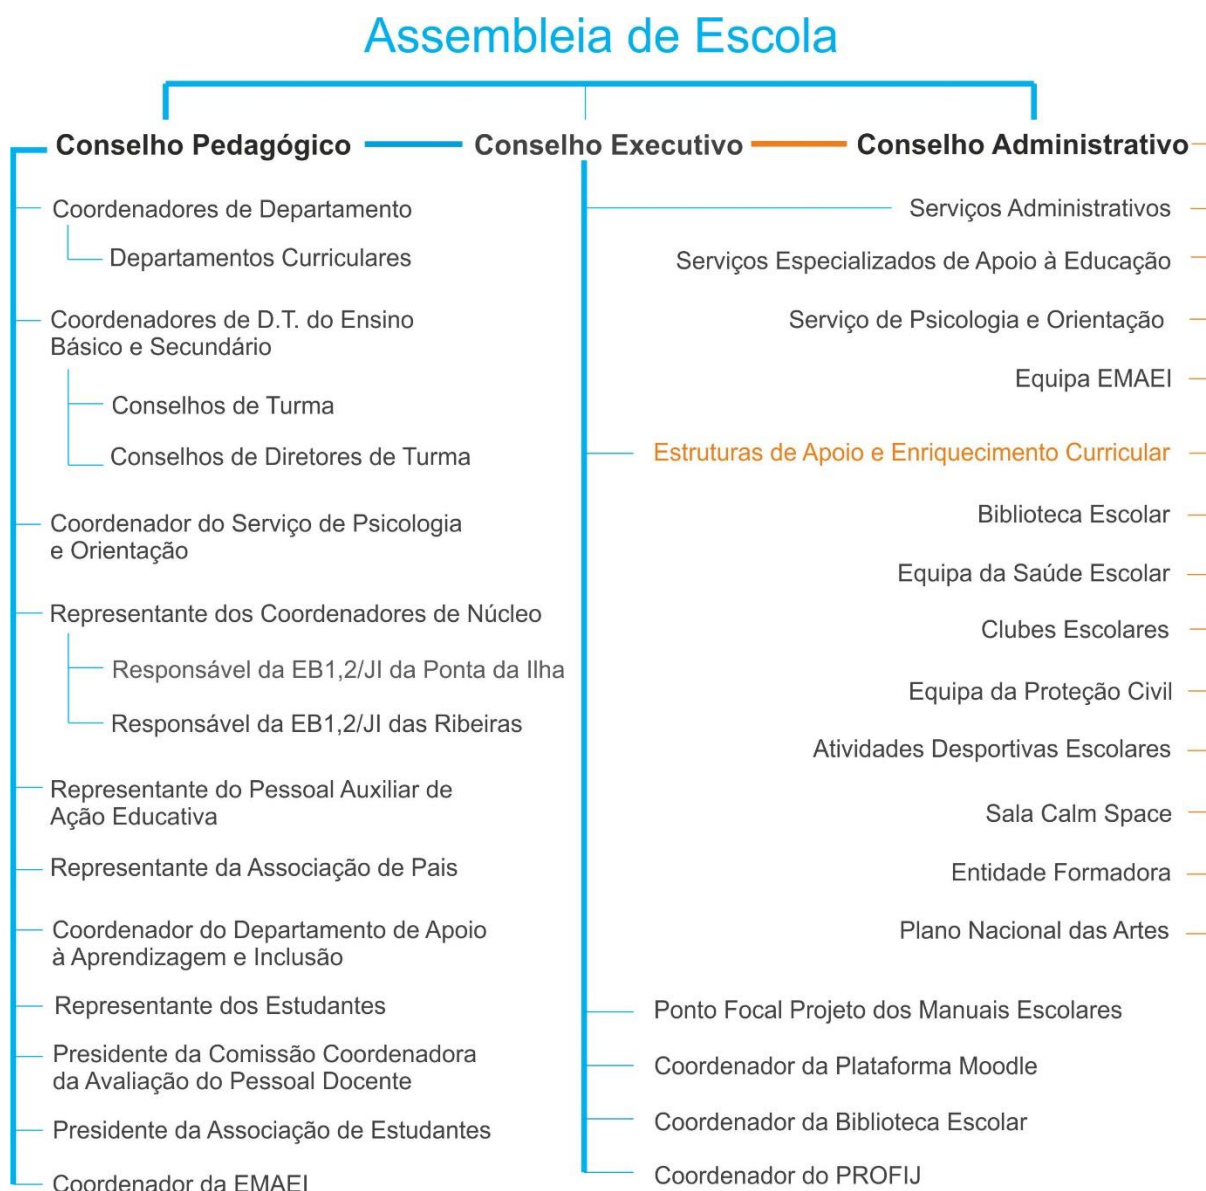 Assembleia de Escola
Conselho Pedagógico
Conselho Executivo
Conselho Administrativo
Coordenadores de Departamento
Departamentos Curriculares
Coordenadores de D.T. do Ensino
Básico e Secundário
Conselhos de Turma
Conselhos de Diretores de Turma
Coordenador do Serviço de Psicologia
e Orientação
Representante dos Coordenadores de Núcleo
Responsável da EB1,2/JI da Ponta da Ilha
Responsável da EB1,2/JI das Ribeiras
Representante do Pessoal Auxiliar de
Ação Educativa
Representante da Associação de Pais
Coordenador do Departamento de Apoio
à Aprendizagem e Inclusão
Representante dos Estudantes
Presidente da Comissão Coordenadora
da Avaliação do Pessoal Docente
Presidente da Associação de Estudantes
Coordenador da EMAEI
Serviços Administrativos
Serviços Especializados de Apoio à Educação
Serviço de Psicologia e Orientação
Equipa EMAEI
Estruturas de Apoio e Enriquecimento Curricular
Biblioteca Escolar
Equipa da Saúde Escolar
Clubes Escolares
Equipa da Proteção Civil
Atividades Desportivas Escolares
Sala Calm Space
Entidade Formadora
Plano Nacional das Artes
Ponto Focal Projeto dos Manuais Escolares
Coordenador da Plataforma Moodle
Coordenador da Biblioteca Escolar
Coordenador do PROFIJ